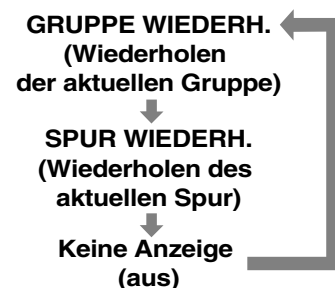 GRUPPE WIEDERH.
(Wiederholen
der aktuellen Gruppe)
SPUR WIEDERH.
(Wiederholen des
aktuellen Spur)
Keine Anzeige
(aus)